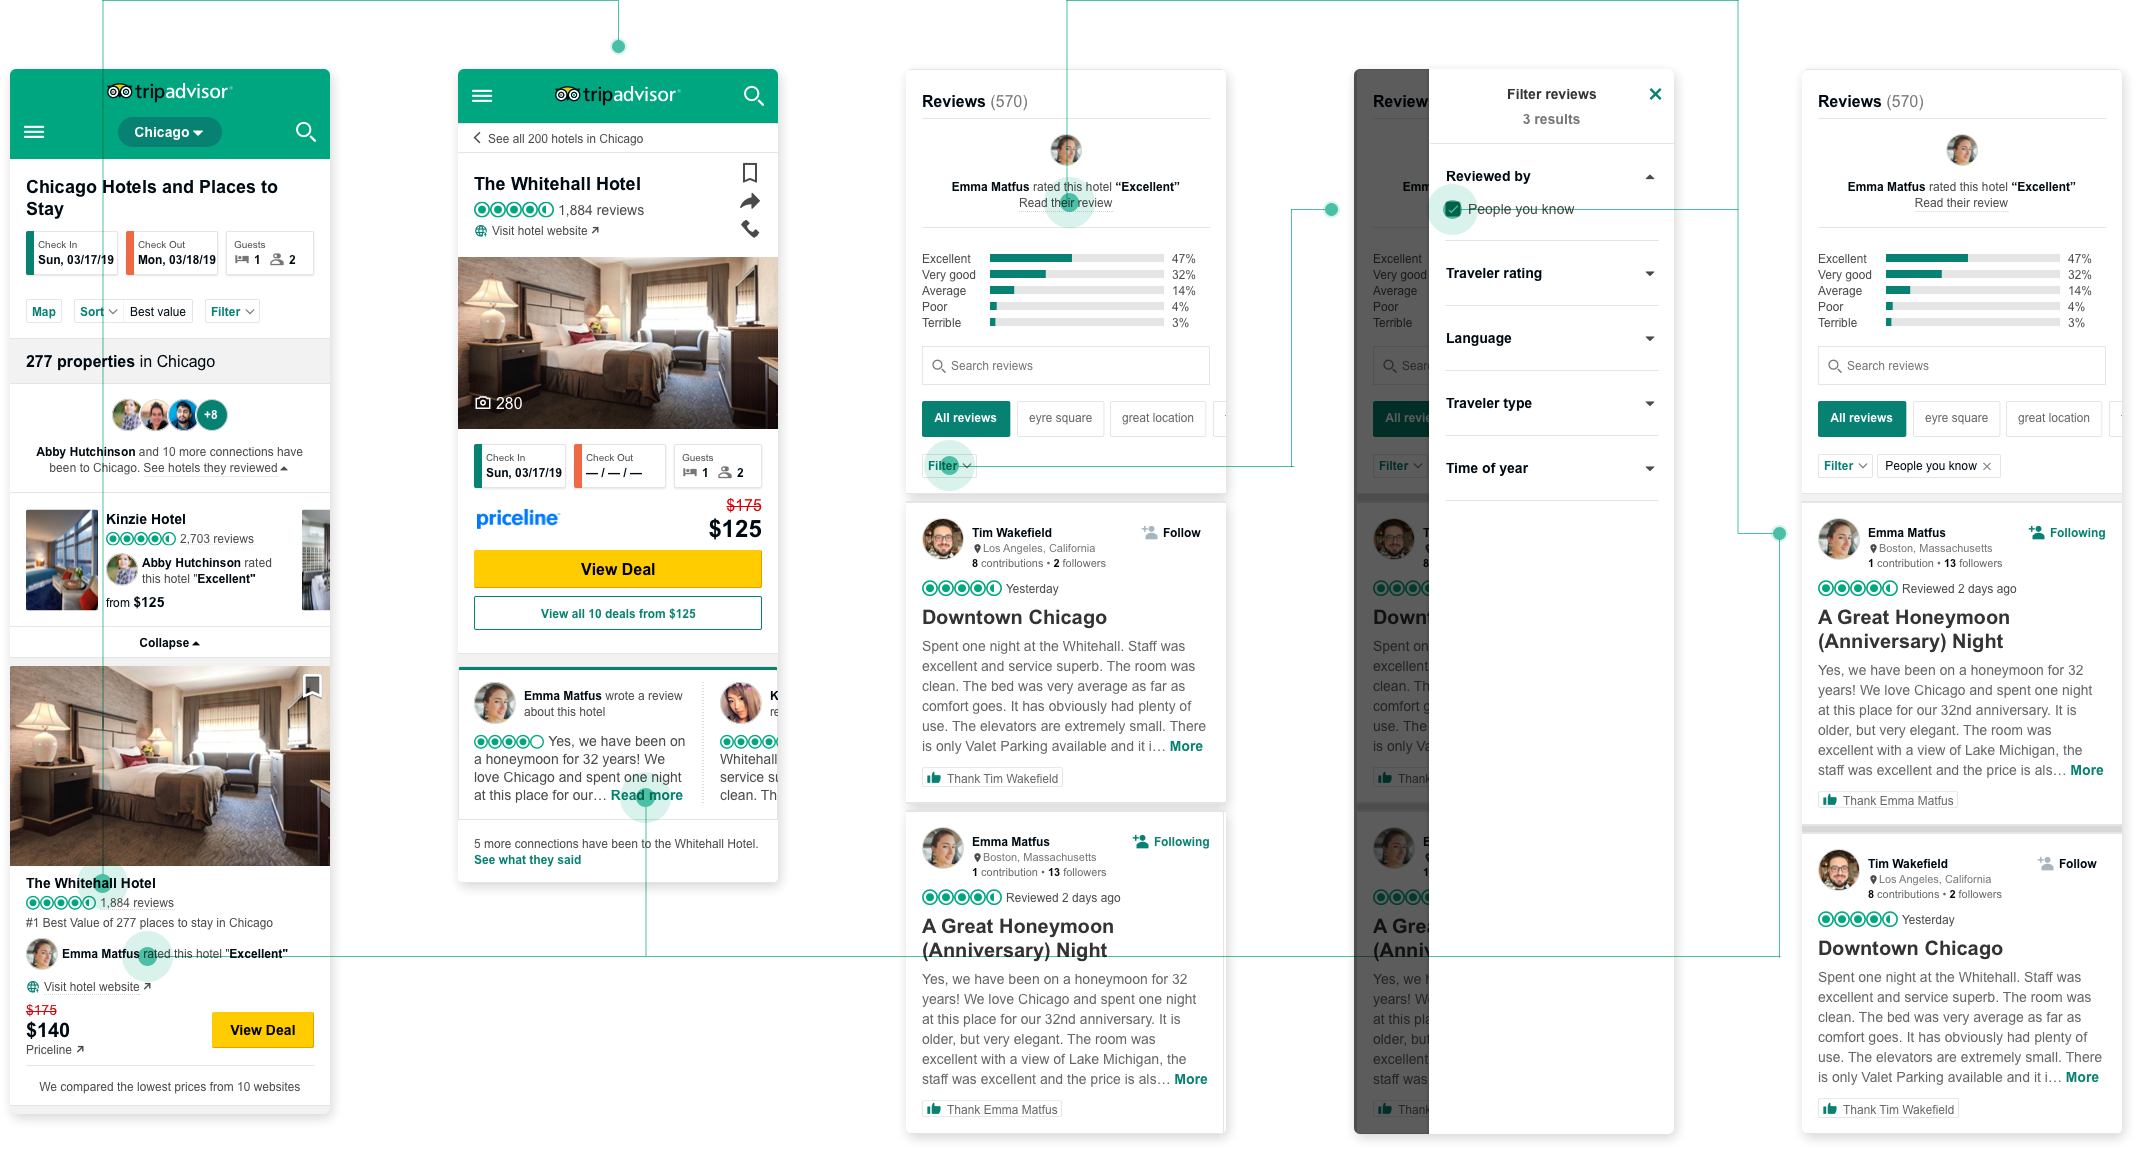 tripadvisor
Chicago
Chicago Hotels and Places to
Stay
Check In
Sun, 03/17/19
Check Out
Mon, 03/18/19
Guests
1 2
Map
Sort
Best value
Filter
277 properties in Chicago
+8
Abby Hutchinson and 10 more connections have
been to Chicago. See hotels they reviewed
Kinzie Hotel
2,703 reviews
Abby Hutchinson rated
this hotel "Excellent"
from $125
Collapse
The Whitehall Hotel
1,884 reviews
#1 Best Value of 277 places to stay in Chicago
Emma Matfus rated this hotel "Excellent"
Visit hotel website
$175
$140
Priceline
View Deal
We compared the lowest prices from 10 websites
tripadvisor
See all 200 hotels in Chicago
The Whitehall Hotel
1,884 reviews
Visit hotel website
280
Check In
Sun, 03/17/19
Check Out
— / — / —
Guests
1 2
priceline
$175
$125
View Deal
View all 10 deals from $125
Emma Matfus wrote a review
about this hotel
Yes, we have been on
a honeymoon for 32 years! We
love Chicago and spent one night
at this place for our… Read more
K
re
Whitehall
service su
clean. Th
5 more connections have been to the Whitehall Hotel.
See what they said
Reviews (570)
Emma Matfus rated this hotel “Excellent”
Read their review
Excellent 47%
Very good 32%
Average 14%
Poor 4%
Terrible 3%
Search reviews
All reviews
eyre square
great location
Filter
Tim Wakefield
Follow
Los Angeles, California
8 contributions • 2 followers
Yesterday
Downtown Chicago
Spent one night at the Whitehall. Staff was
excellent and service superb. The room was
clean. The bed was very average as far as
comfort goes. It has obviously had plenty of
use. The elevators are extremely small. There
is only Valet Parking available and it i… More
Thank Tim Wakefield
Emma Matfus
Following
Boston, Massachusetts
1 contribution • 13 followers
Reviewed 2 days ago
A Great Honeymoon
(Anniversary) Night
Yes, we have been on a honeymoon for 32
years! We love Chicago and spent one night
at this place for our 32nd anniversary. It is
older, but very elegant. The room was
excellent with a view of Lake Michigan, the
staff was excellent and the price is als… More
Thank Emma Matfus
Review
Emm
Excellent
Very good
Average
Poor
Terrible
Sear
All revie
Filter
T
8
Down
Spent on
excellent
clean. Th
comfort g
use. The
is only Va
Thank
E
1
A Grea
(Anniv
Yes, we h
years! We
at this pla
older, but
excellent
staff was
Thank
Filter reviews
3 results
Reviewed by
People you know
Traveler rating
Language
Traveler type
Time of year
Reviews (570)
Emma Matfus rated this hotel “Excellent”
Read their review
Excellent 47%
Very good 32%
Average 14%
Poor 4%
Terrible 3%
Search reviews
All reviews
eyre square
great location
Filter
People you know
Emma Matfus
Following
Boston, Massachusetts
1 contribution • 13 followers
Reviewed 2 days ago
A Great Honeymoon
(Anniversary) Night
Yes, we have been on a honeymoon for 32
years! We love Chicago and spent one night
at this place for our 32nd anniversary. It is
older, but very elegant. The room was
excellent with a view of Lake Michigan, the
staff was excellent and the price is als… More
Thank Emma Matfus
Tim Wakefield
Follow
Los Angeles, California
8 contributions • 2 followers
Yesterday
Downtown Chicago
Spent one night at the Whitehall. Staff was
excellent and service superb. The room was
clean. The bed was very average as far as
comfort goes. It has obviously had plenty of
use. The elevators are extremely small. There
is only Valet Parking available and it i… More
Thank Tim Wakefield